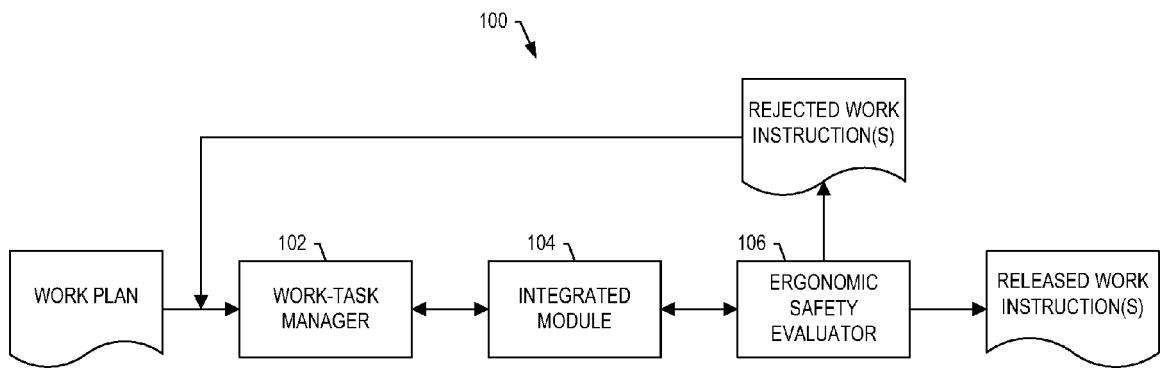 100
REJECTED WORK
INSTRUCTION(S)
102
104
106
WORK PLAN
WORK-TASK
MANAGER
INTEGRATED
MODULE
ERGONOMIC
SAFETY
EVALUATOR
RELEASED WORK
INSTRUCTION(S)